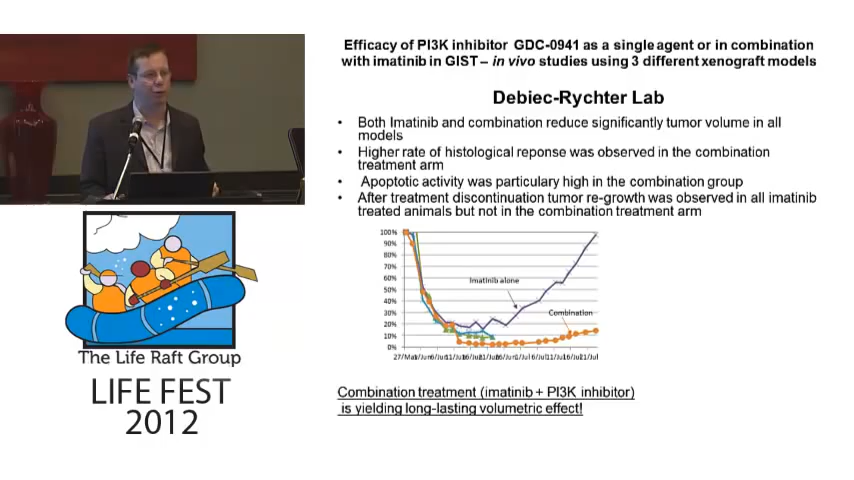 Efficacy of PI3K inhibitor GDC-0941 as a single agent or in combination
with imatinib in GIST – in vivo studies using 3 different xenograft models
Debiec-Rychter Lab
• Both Imatinib and combination reduce significantly tumor volume in all
models
• Higher rate of histological reponse was observed in the combination
treatment arm
• Apoptotic activity was particulary high in the combination group
• After treatment discontinuation tumor re-growth was observed in all imatinib
treated animals but not in the combination treatment arm
100%
90%
80%
70%
60%
50%
40%
30%
20%
10%
0%
Imatinib alone
Combination
Combination treatment (imatinib + PI3K inhibitor)
is yielding long-lasting volumetric effect!
The Life Raft Group
LIFE FEST
2012